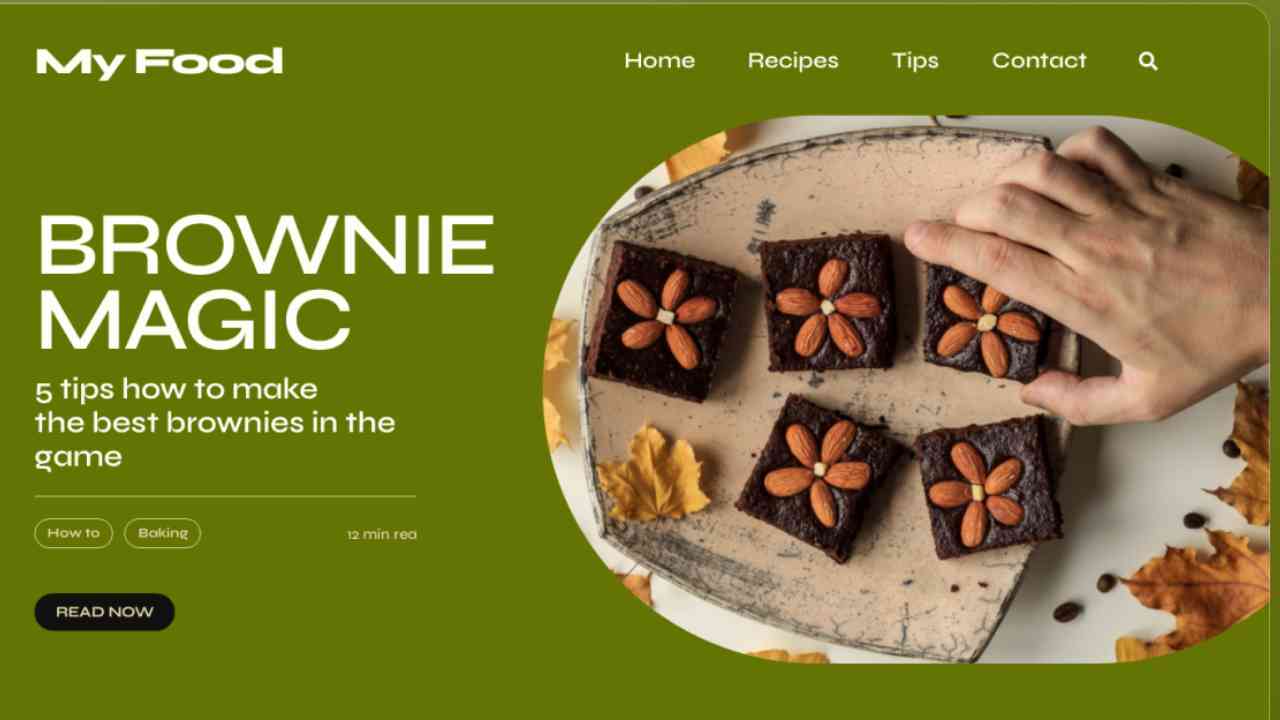 My Food
Home Recipes Tips Contact
BROWNIE
MAGIC
5 tips how to make
the best brownies in the
game
How to Baking 12 min rea
READ NOW